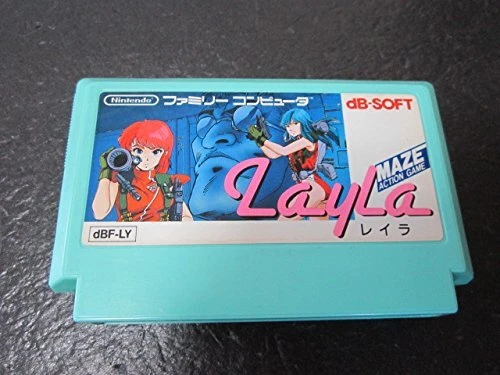 Nintendo ファミリー コンピュータ
dB-SOFT
MAZE
ACTION GAME
Layla
レイラ
dBF-LY